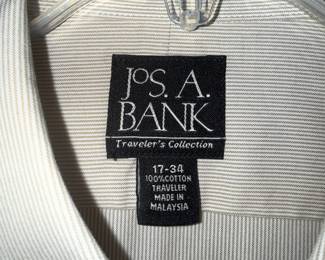 JOS. A.
BANK
Traveler's Collection
17-34
100%COTTON
TRAVELER
MADE IN
MALAYSIA